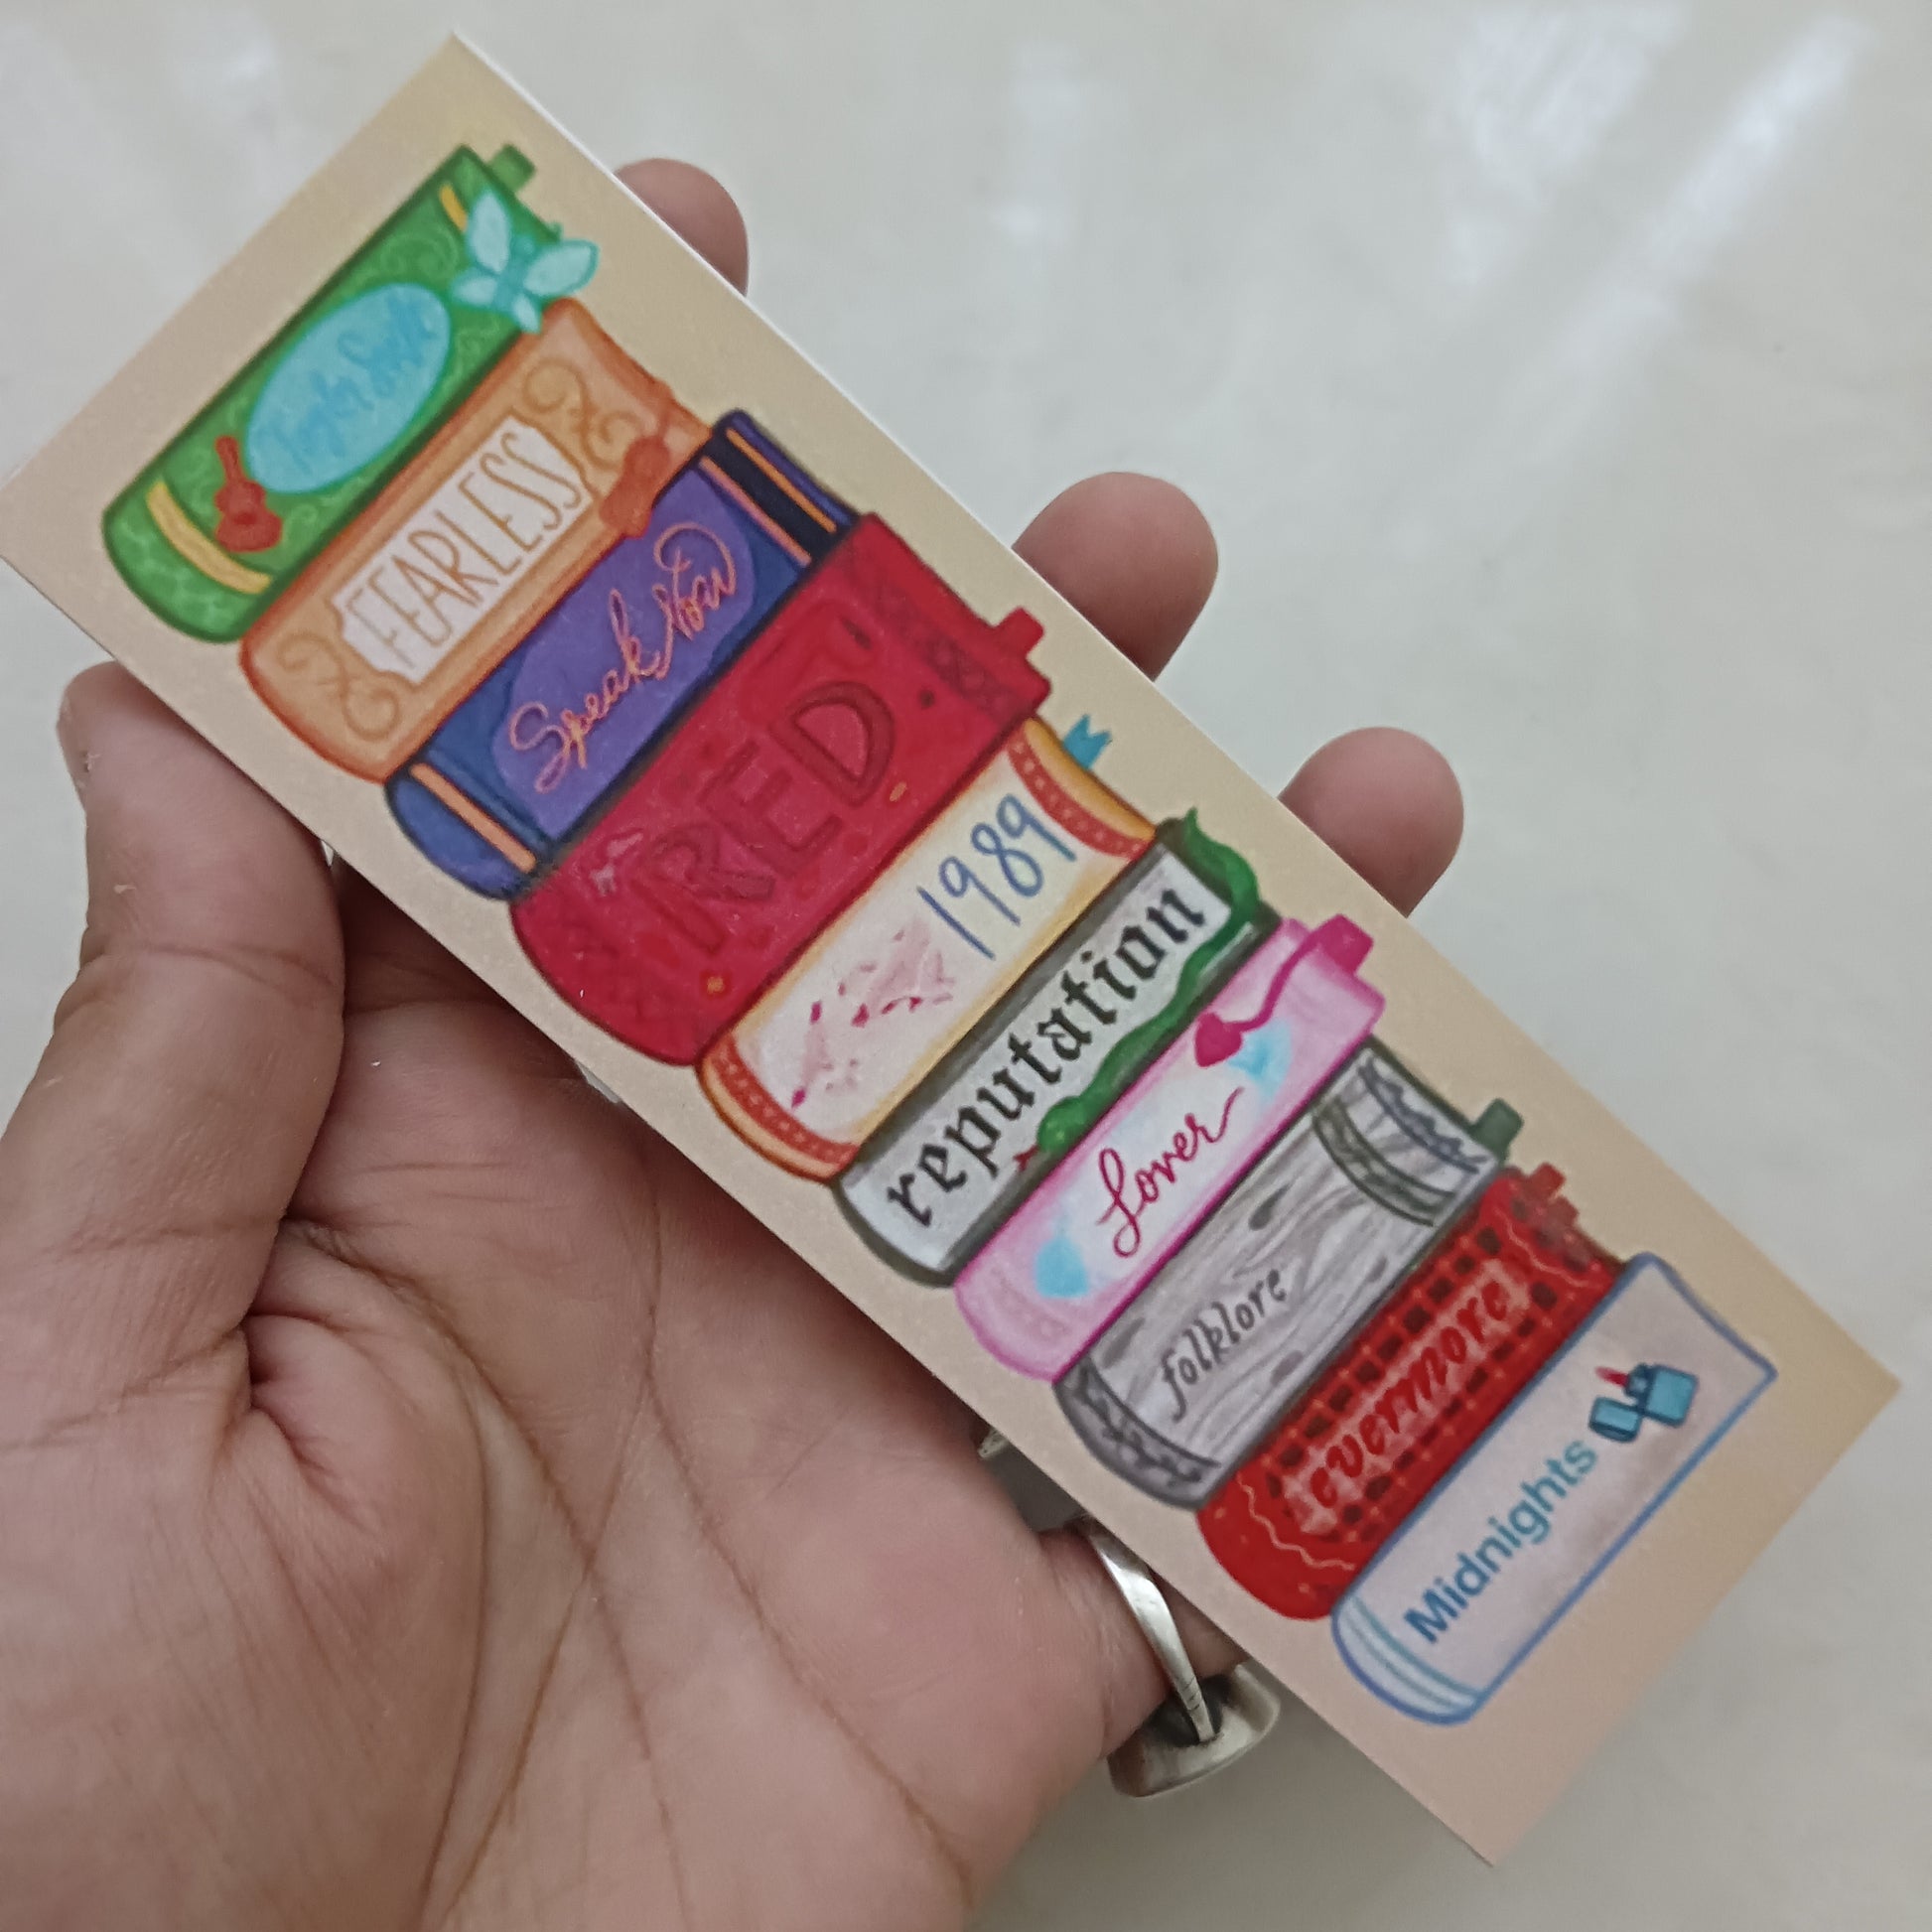 Taylor Swift
FEARLESS
Speak Now
RED
1989
reputation
Lover
folklore
evermore
Midnights